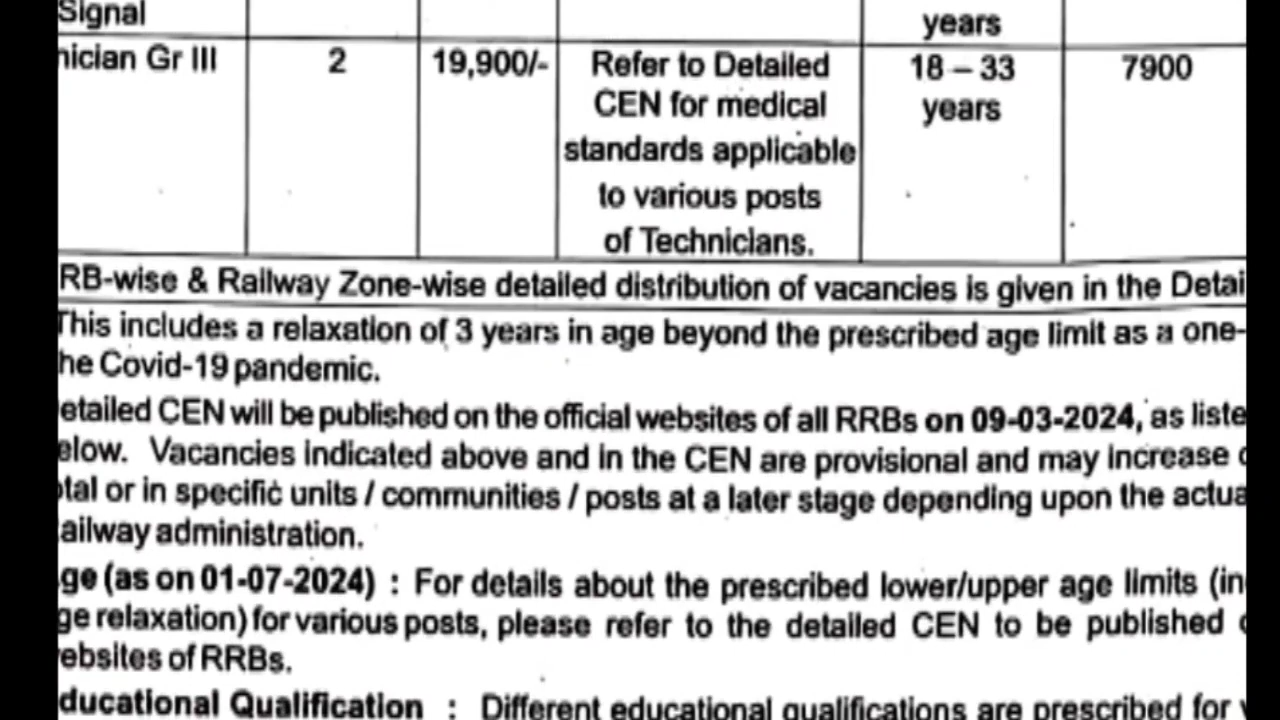 Signal years
nician Gr III 2 19,900/- Refer to Detailed 18 – 33 7900
CEN for medical years
standards applicable
to various posts
of Technicians.
RB-wise & Railway Zone-wise detailed distribution of vacancies is given in the Detai
This includes a relaxation of 3 years in age beyond the prescribed age limit as a one-
he Covid-19 pandemic.
etailed CEN will be published on the official websites of all RRBs on 09-03-2024, as liste
elow. Vacancies indicated above and in the CEN are provisional and may increase o
otal or in specific units / communities / posts at a later stage depending upon the actua
ailway administration.
ge (as on 01-07-2024) : For details about the prescribed lower/upper age limits (in
ge relaxation) for various posts, please refer to the detailed CEN to be published o
ebsites of RRBs.
ducational Qualification : Different educational qualifications are prescribed for v